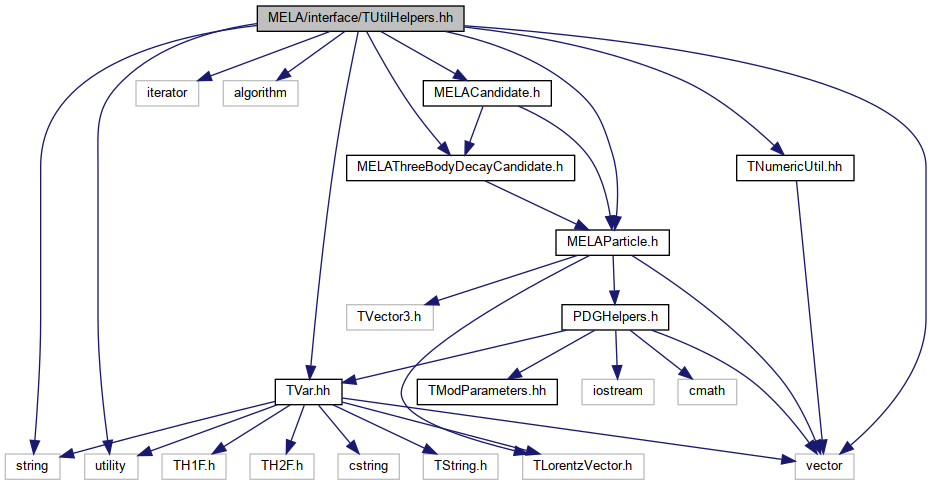 MELA/interface/TUtilHelpers.hh
iterator
algorithm
MELACandidate.h
MELAThreeBodyDecayCandidate.h
TNumericUtil.hh
MELAParticle.h
TVector3.h
PDGHelpers.h
TVar.hh
TModParameters.hh
iostream
cmath
string
utility
TH1F.h
TH2F.h
cstring
TString.h
TLorentzVector.h
vector